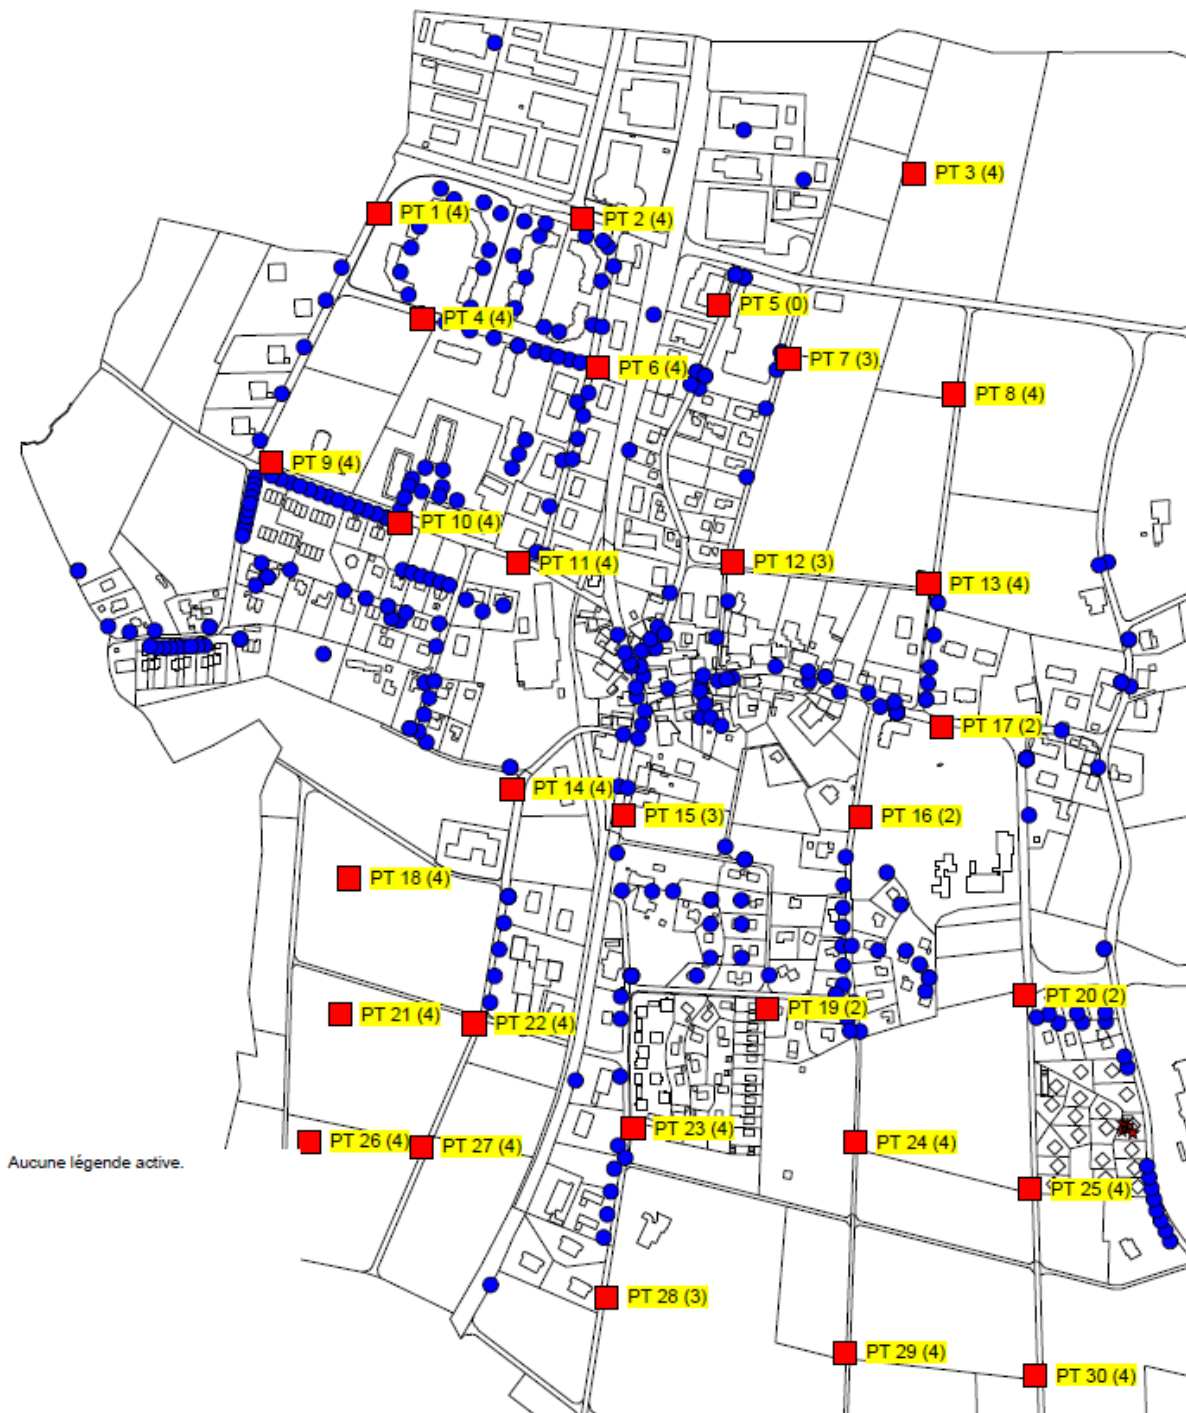 PT 3 (4)
PT 1 (4)
PT 2 (4)
PT 5 (0)
PT 4 (4)
PT 7 (3)
PT 6 (4)
PT 8 (4)
PT 9 (4)
PT 10 (4)
PT 11 (4)
PT 12 (3)
PT 13 (4)
PT 17 (2)
PT 14 (4)
PT 15 (3)
PT 16 (2)
PT 18 (4)
PT 20 (2)
PT 19 (2)
PT 21 (4)
PT 22 (4)
PT 23 (4)
PT 26 (4)
PT 27 (4)
PT 24 (4)
Aucune légende active.
PT 25 (4)
PT 28 (3)
PT 29 (4)
PT 30 (4)